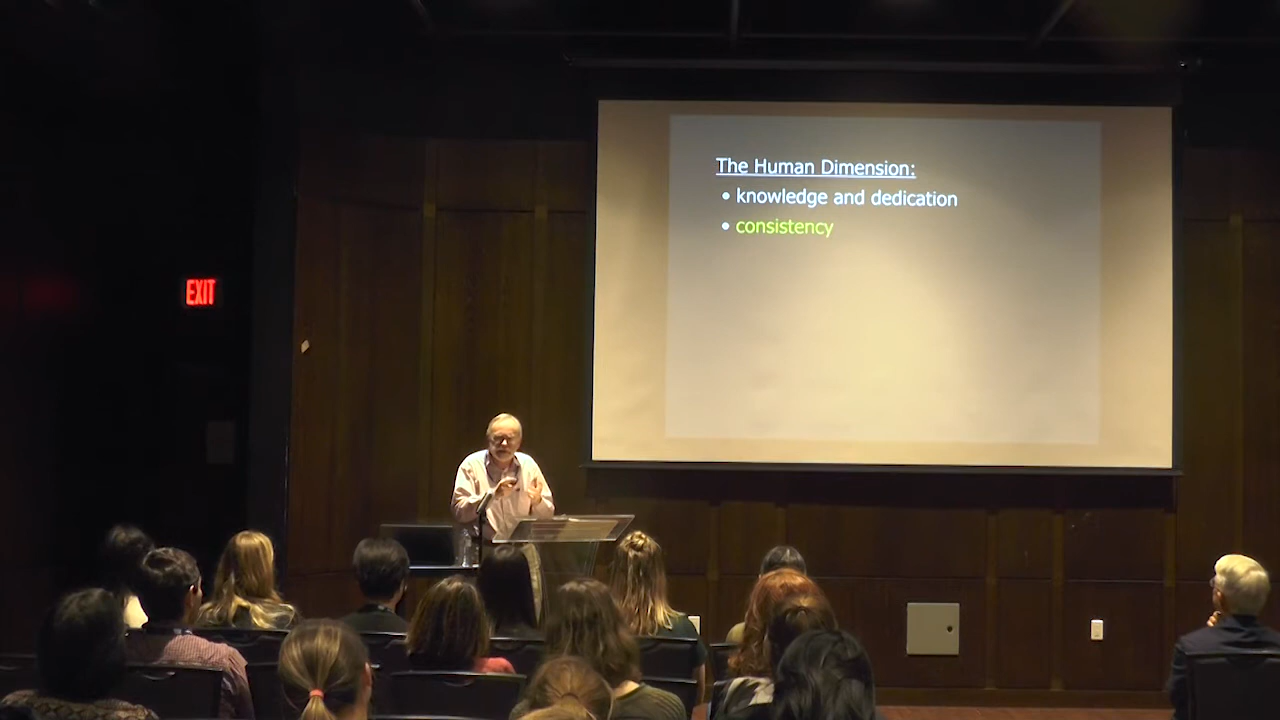 The Human Dimension:
• knowledge and dedication
• consistency
EXIT